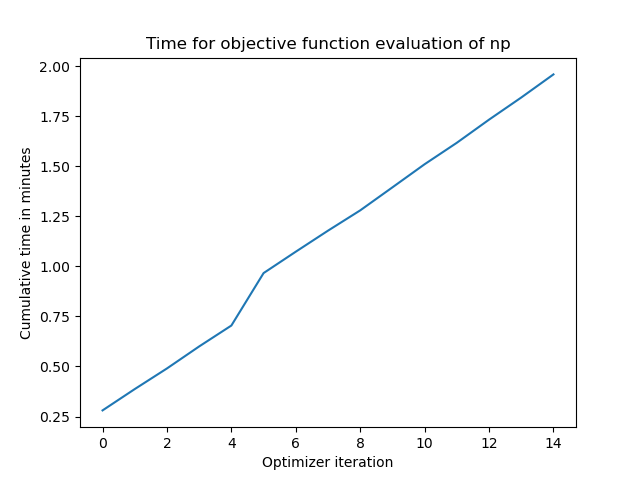 Time for objective function evaluation of np
2.00
1.75
1.50
1.25
1.00
0.75
0.50
0.25
Cumulative time in minutes
0 2 4 6 8 10 12 14
Optimizer iteration